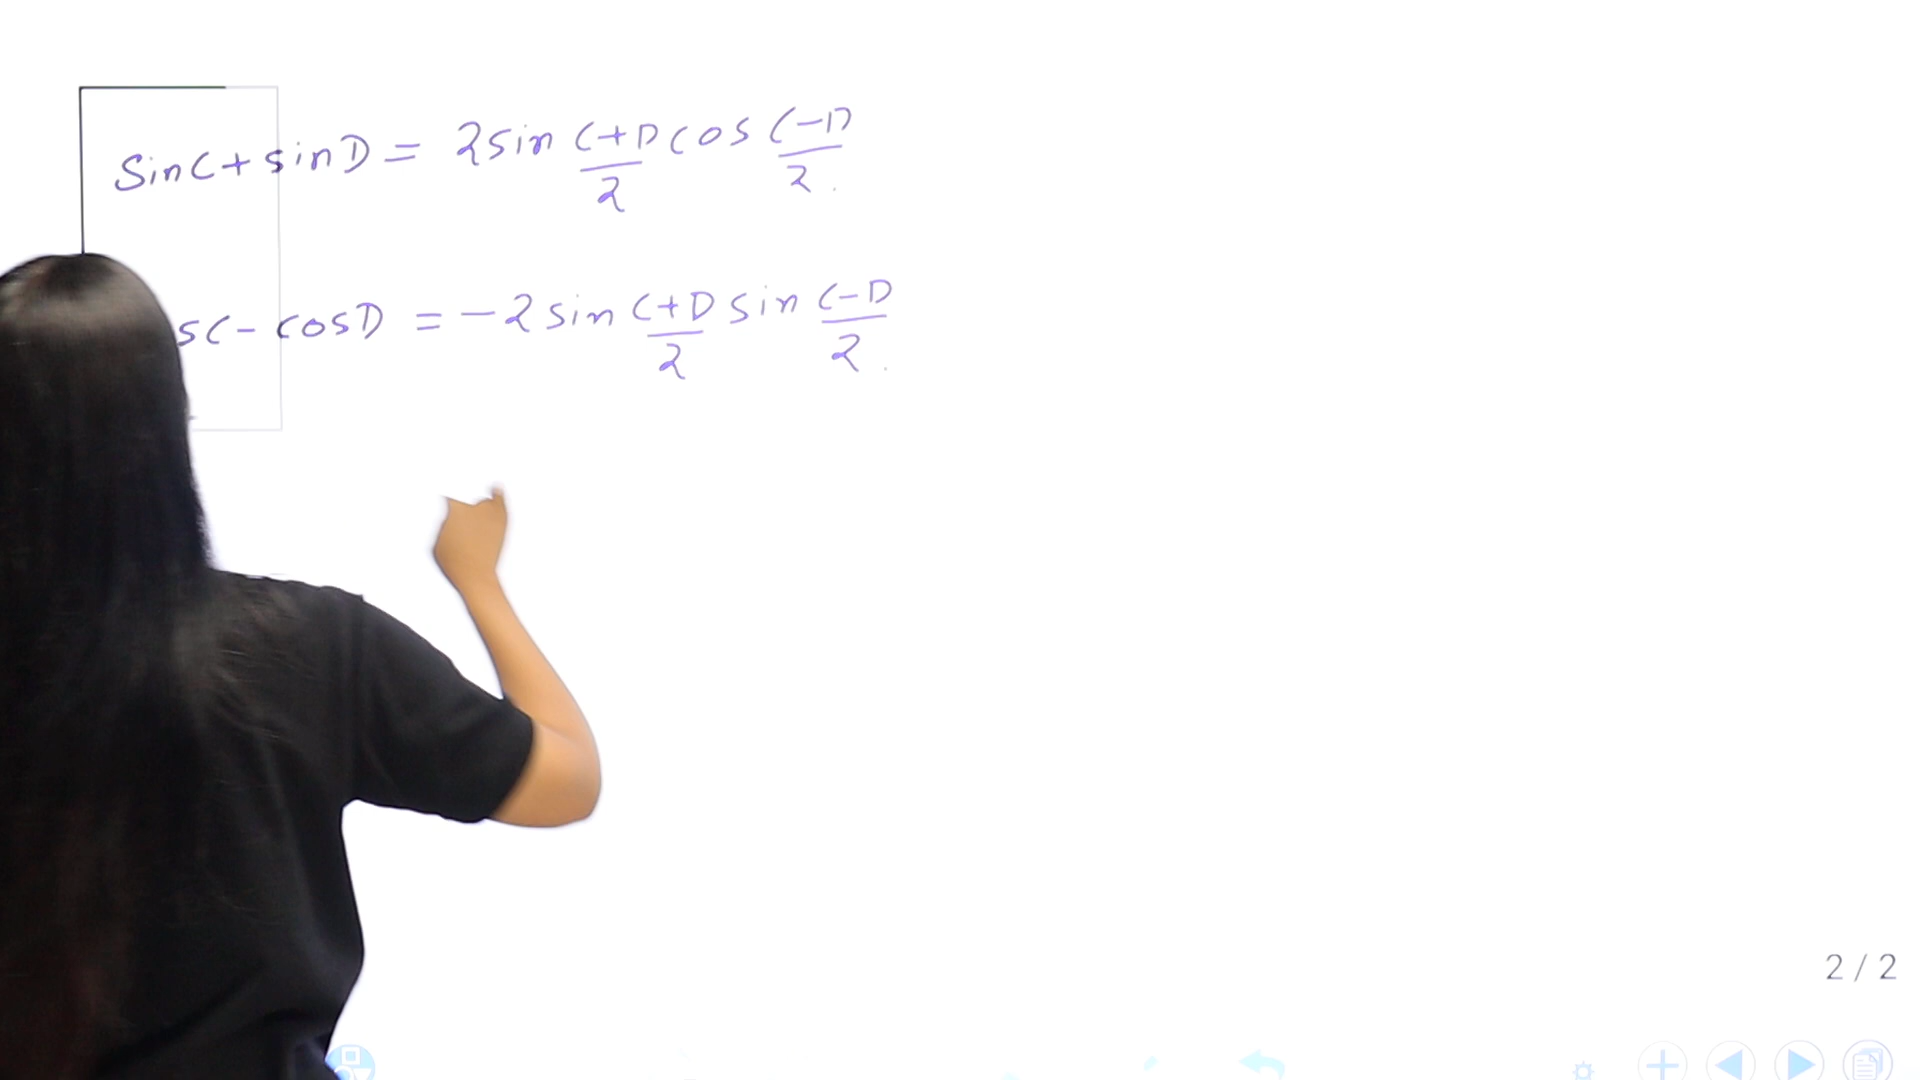 sinC + sinD = 2sin C+D/2 cos C-D/2.
sC - cosD = -2 sin C+D/2 sin C-D/2.
2 / 2